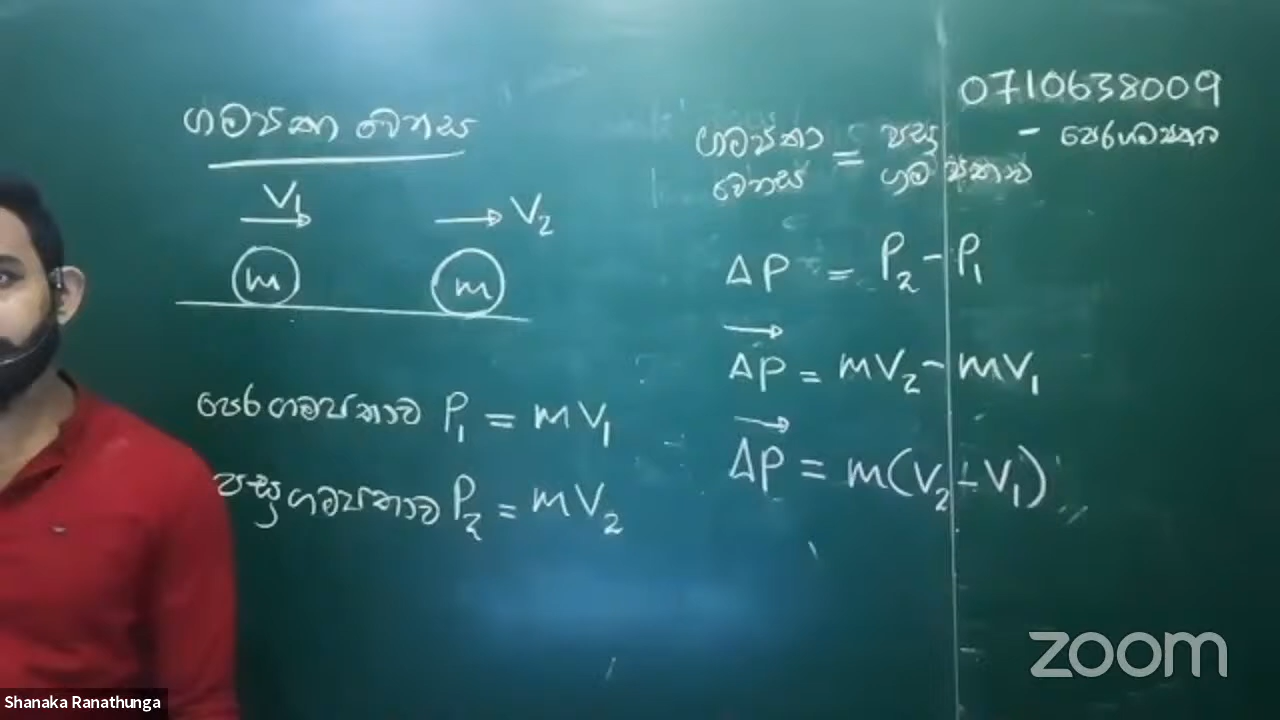 ගම්‍යතා වෙනස
V₁
V₂
m
m
පෙර ගම්‍යතාව P₁ = mV₁
පසු ගම්‍යතාව P₂ = mV₂
0710638009
ගම්‍යතා වෙනස = පසු ගම්‍යතාව - පෙර ගම්‍යතාව
ΔP = P₂ - P₁
→
ΔP = mV₂ - mV₁
→
ΔP = m(V₂ - V₁)
zoom
Shanaka Ranathunga